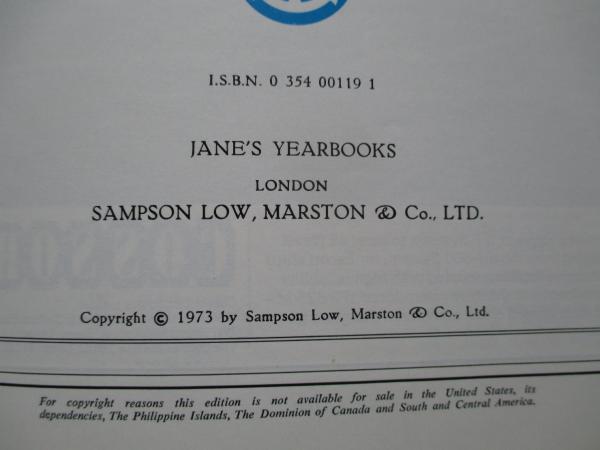 I.S.B.N. 0 354 00119 1
JANE'S YEARBOOKS
LONDON
SAMPSON LOW, MARSTON & Co., LTD.
Copyright © 1973 by Sampson Low, Marston & Co., Ltd.
For copyright reasons this edition is not available for sale in the United States, its
dependencies, The Philippine Islands, The Dominion of Canada and South and Central America.